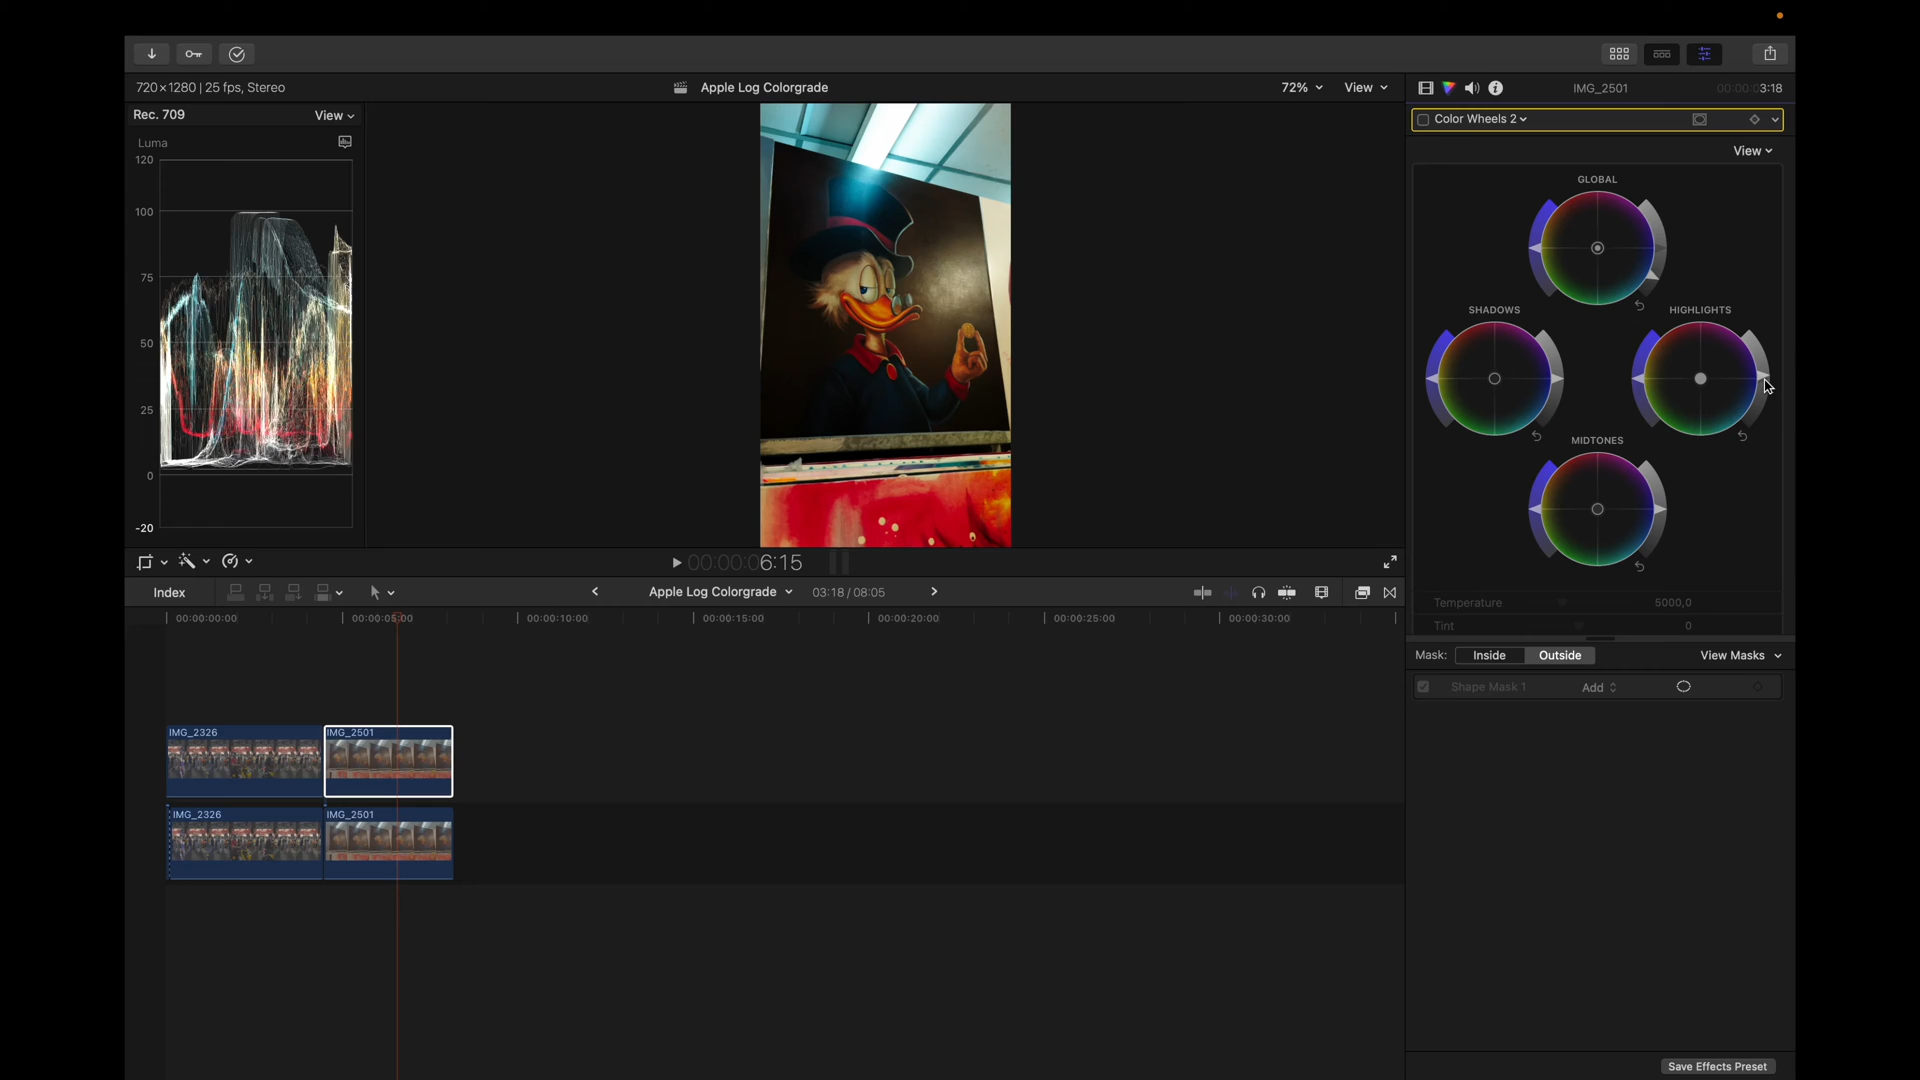 720×1280 | 25 fps, Stereo
Apple Log Colorgrade
72%
View
IMG_2501
00:00:03:18
Rec. 709
View
Color Wheels 2
View
Luma
120
100
75
50
25
0
-20
GLOBAL
SHADOWS
HIGHLIGHTS
MIDTONES
Temperature
5000,0
Tint
0
00:00:06:15
Index
Apple Log Colorgrade
03:18 / 08:05
00:00:00:00
00:00:05:00
00:00:10:00
00:00:15:00
00:00:20:00
00:00:25:00
00:00:30:00
Mask:
Inside
Outside
View Masks
Shape Mask 1
Add
IMG_2326
IMG_2501
IMG_2326
IMG_2501
Save Effects Preset